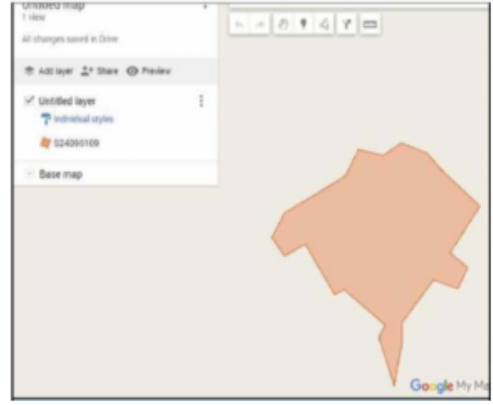 Untitled map
1 view
All changes saved in Drive
Add layer Share Preview
Untitled layer
Individual styles
Base map
Google My Ma